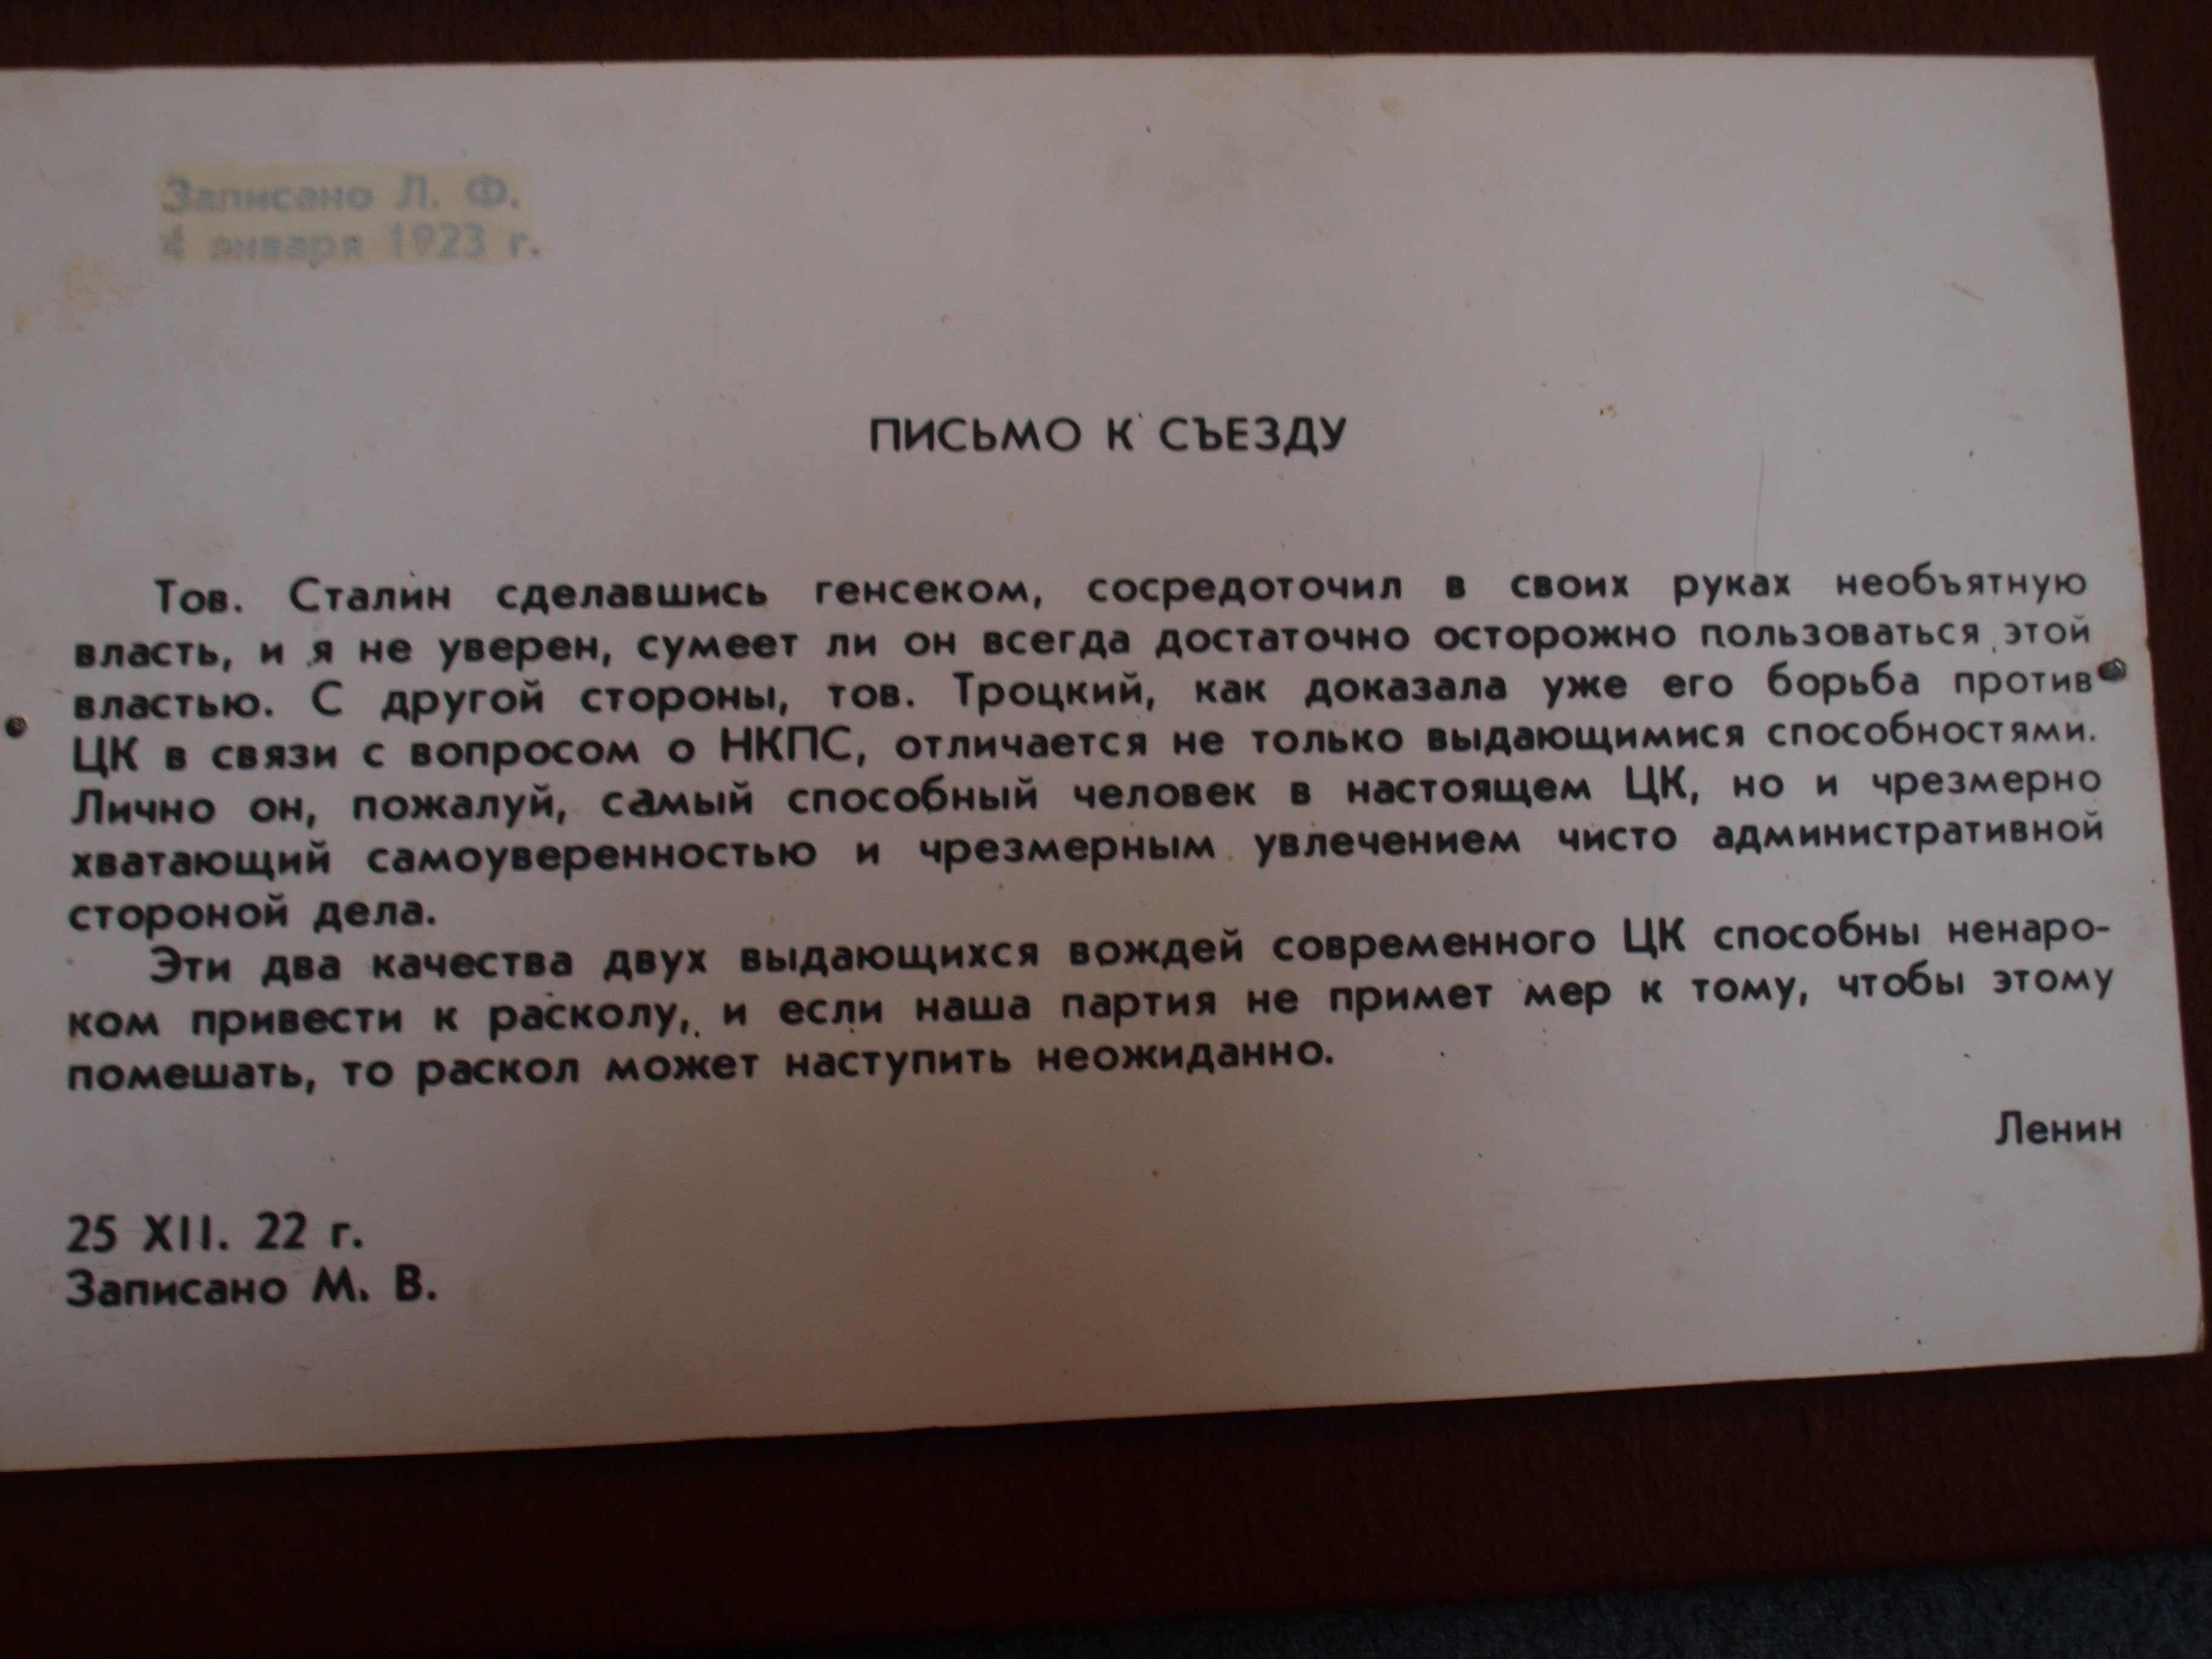 Записано Л. Ф.
4 января 1923 г.
ПИСЬМО К СЪЕЗДУ
Тов. Сталин сделавшись генсеком, сосредоточил в своих руках необъятную
власть, и я не уверен, сумеет ли он всегда достаточно осторожно пользоваться этой
властью. С другой стороны, тов. Троцкий, как доказала уже его борьба против
ЦК в связи с вопросом о НКПС, отличается не только выдающимися способностями.
Лично он, пожалуй, самый способный человек в настоящем ЦК, но и чрезмерно
хватающий самоуверенностью и чрезмерным увлечением чисто административной
стороной дела.
Эти два качества двух выдающихся вождей современного ЦК способны ненаро-
ком привести к расколу, и если наша партия не примет мер к тому, чтобы этому
помешать, то раскол может наступить неожиданно.
Ленин
25 XII. 22 г.
Записано М. В.